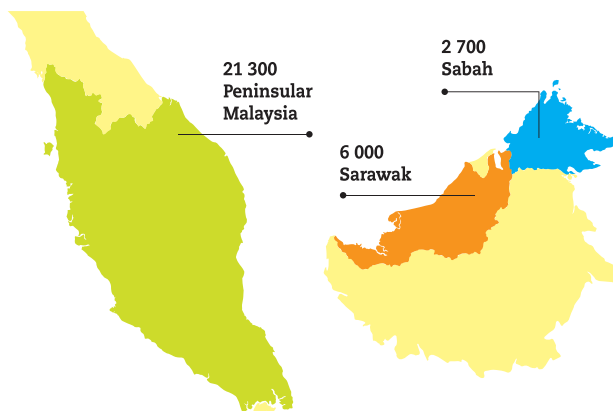 21 300
Peninsular
Malaysia
2 700
Sabah
6 000
Sarawak